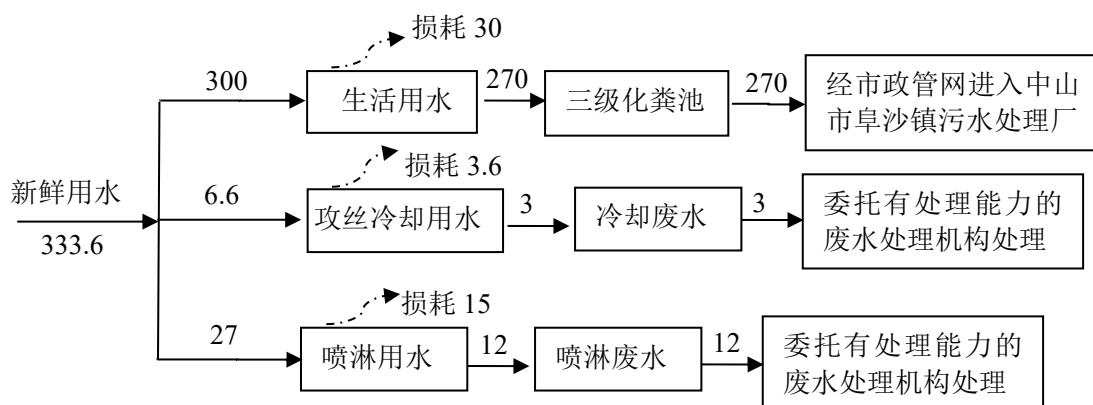 损耗 30
300
生活用水
270
三级化粪池
270
经市政管网进入中山
市阜沙镇污水处理厂
新鲜用水
333.6
损耗 3.6
6.6
攻丝冷却用水
3
冷却废水
3
委托有处理能力的
废水处理机构处理
损耗 15
27
喷淋用水
12
喷淋废水
12
委托有处理能力的
废水处理机构处理